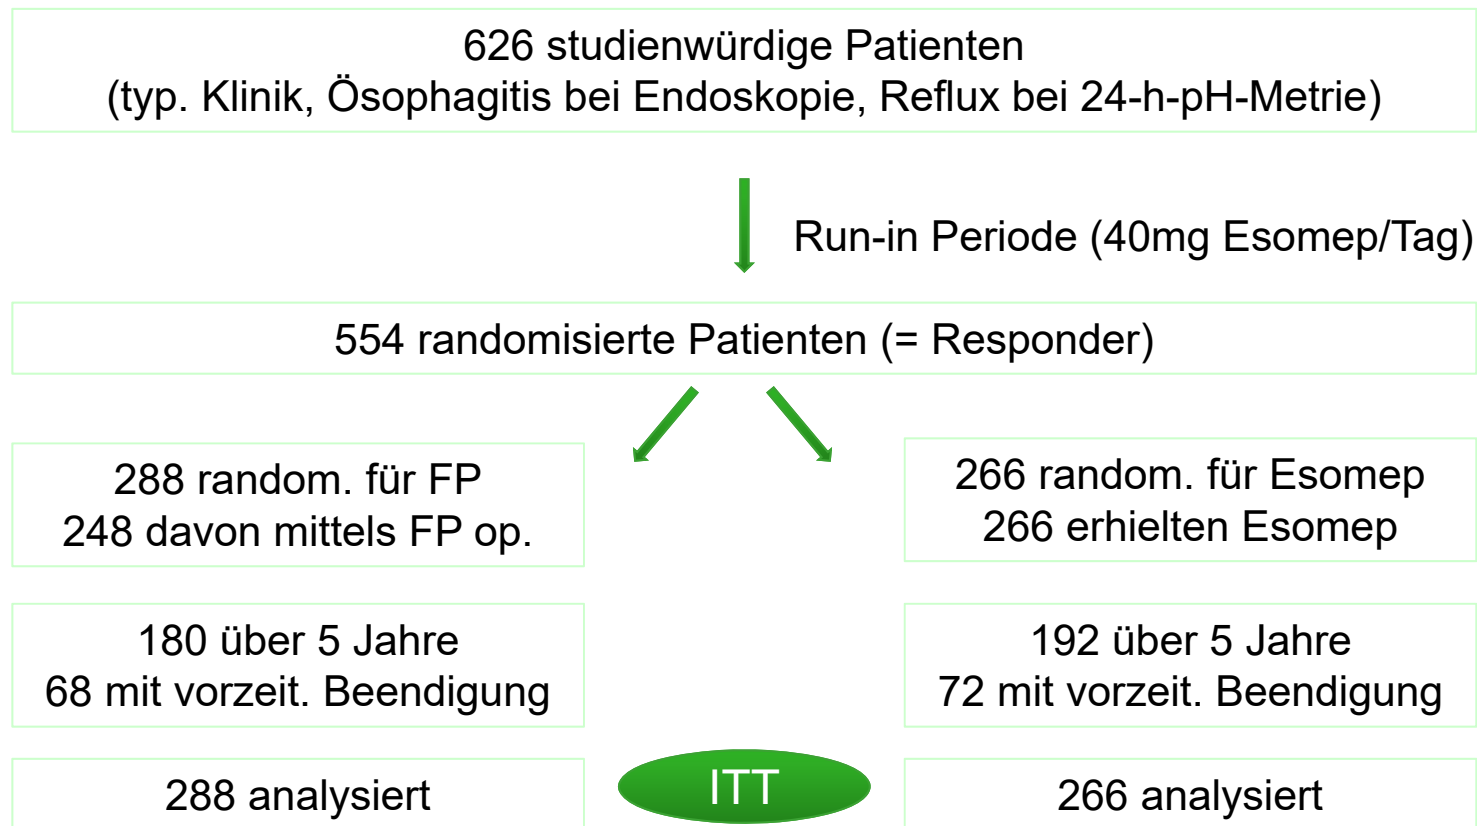 626 studienwürdige Patienten
(typ. Klinik, Ösophagitis bei Endoskopie, Reflux bei 24-h-pH-Metrie)
Run-in Periode (40mg Esomep/Tag)
554 randomisierte Patienten (= Responder)
288 random. für FP
248 davon mittels FP op.
266 random. für Esomep
266 erhielten Esomep
180 über 5 Jahre
68 mit vorzeit. Beendigung
192 über 5 Jahre
72 mit vorzeit. Beendigung
288 analysiert
ITT
266 analysiert